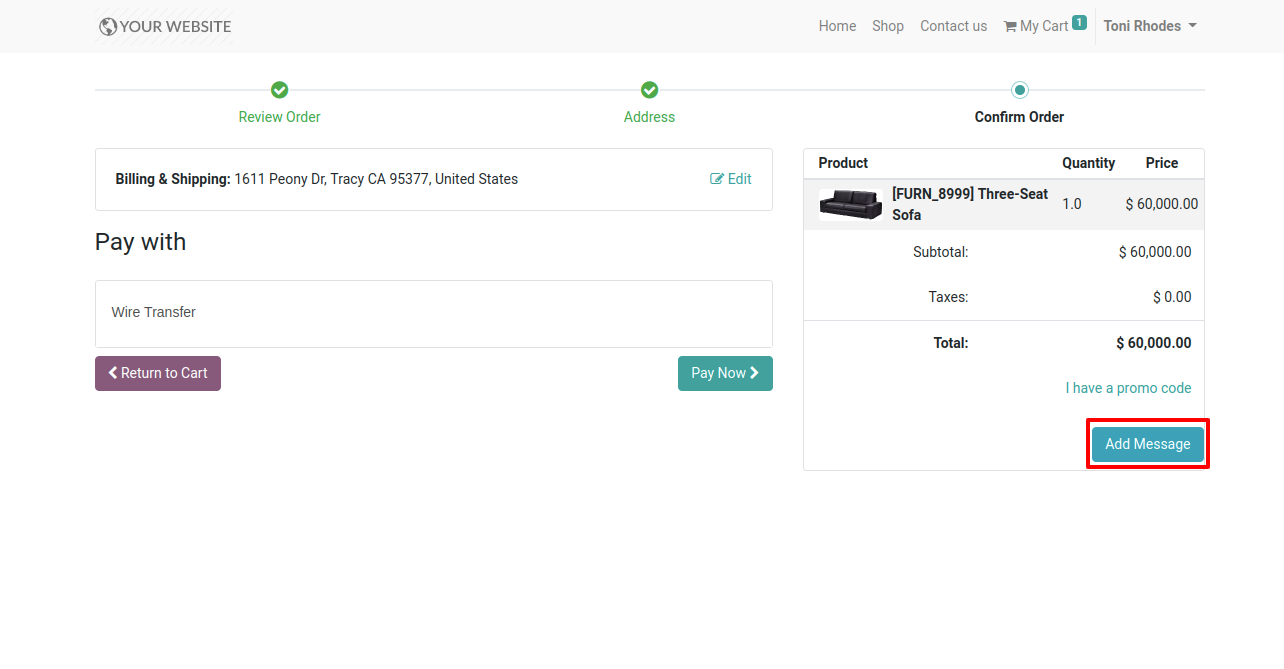 YOUR WEBSITE
Home Shop Contact us My Cart 1 Toni Rhodes
Review Order Address Confirm Order
Billing & Shipping: 1611 Peony Dr, Tracy CA 95377, United States Edit
Pay with
Wire Transfer
Return to Cart Pay Now
Product Quantity Price
[FURN_8999] Three-Seat
Sofa 1.0 $ 60,000.00
Subtotal: $ 60,000.00
Taxes: $ 0.00
Total: $ 60,000.00
I have a promo code
Add Message